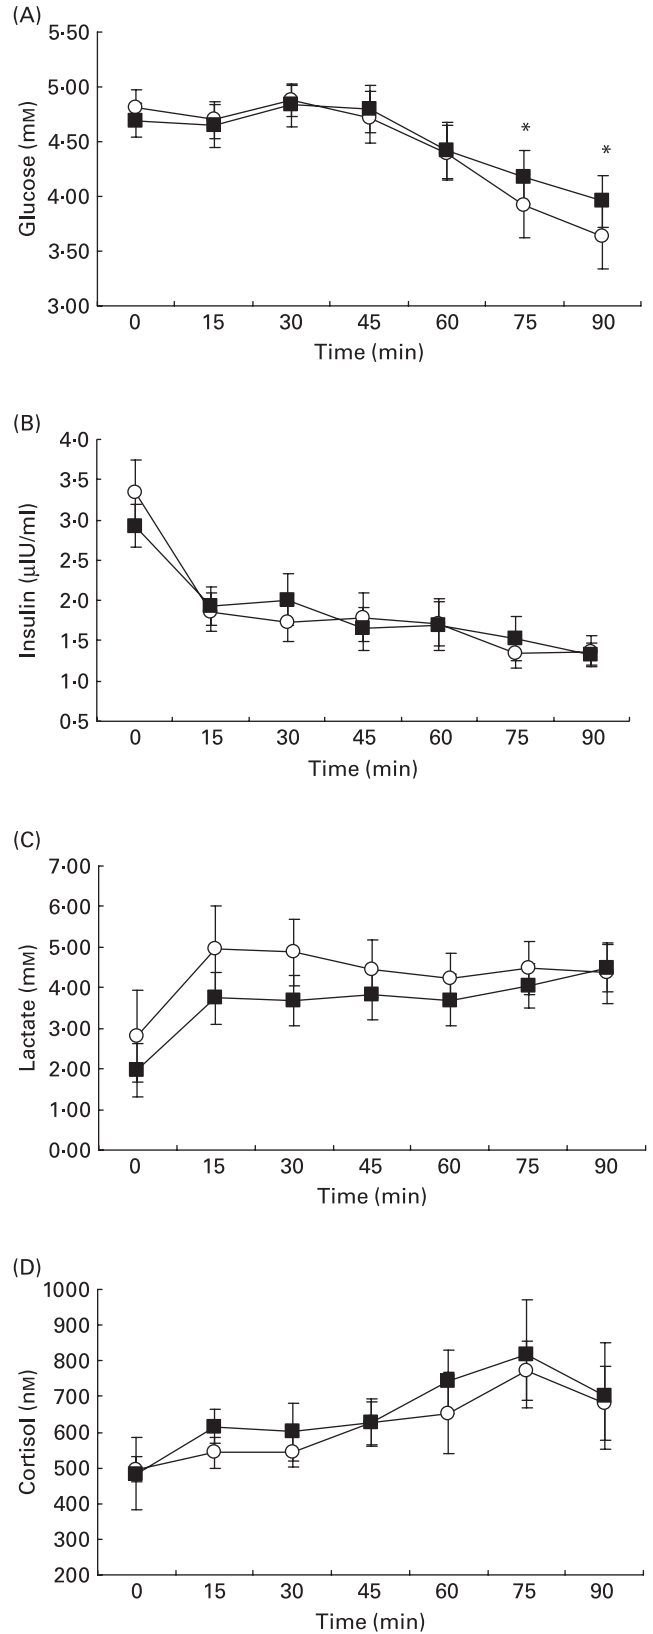 (A)
5·50
5·00
4·50
4·00
3·50
3·00
Glucose (mM)
*
*
0 15 30 45 60 75 90
Time (min)
(B)
4·0
3·5
3·0
2·5
2·0
1·5
1·0
0·5
Insulin (μIU/ml)
0 15 30 45 60 75 90
Time (min)
(C)
7·00
6·00
5·00
4·00
3·00
2·00
1·00
0·00
Lactate (mM)
0 15 30 45 60 75 90
Time (min)
(D)
1000
900
800
700
600
500
400
300
200
Cortisol (nM)
0 15 30 45 60 75 90
Time (min)